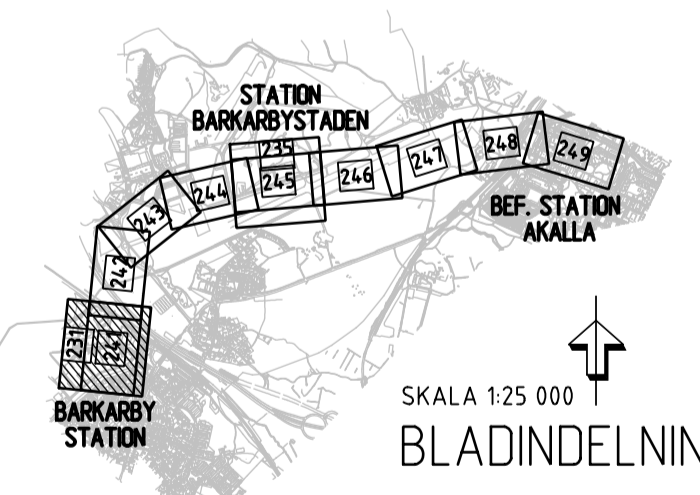 STATION
BARKARBYSTADEN
235
245
246
247
248
249
244
243
242
231
241
BEF. STATION
AKALLA
BARKARBY
STATION
SKALA 1:25 000
BLADINDELNIN